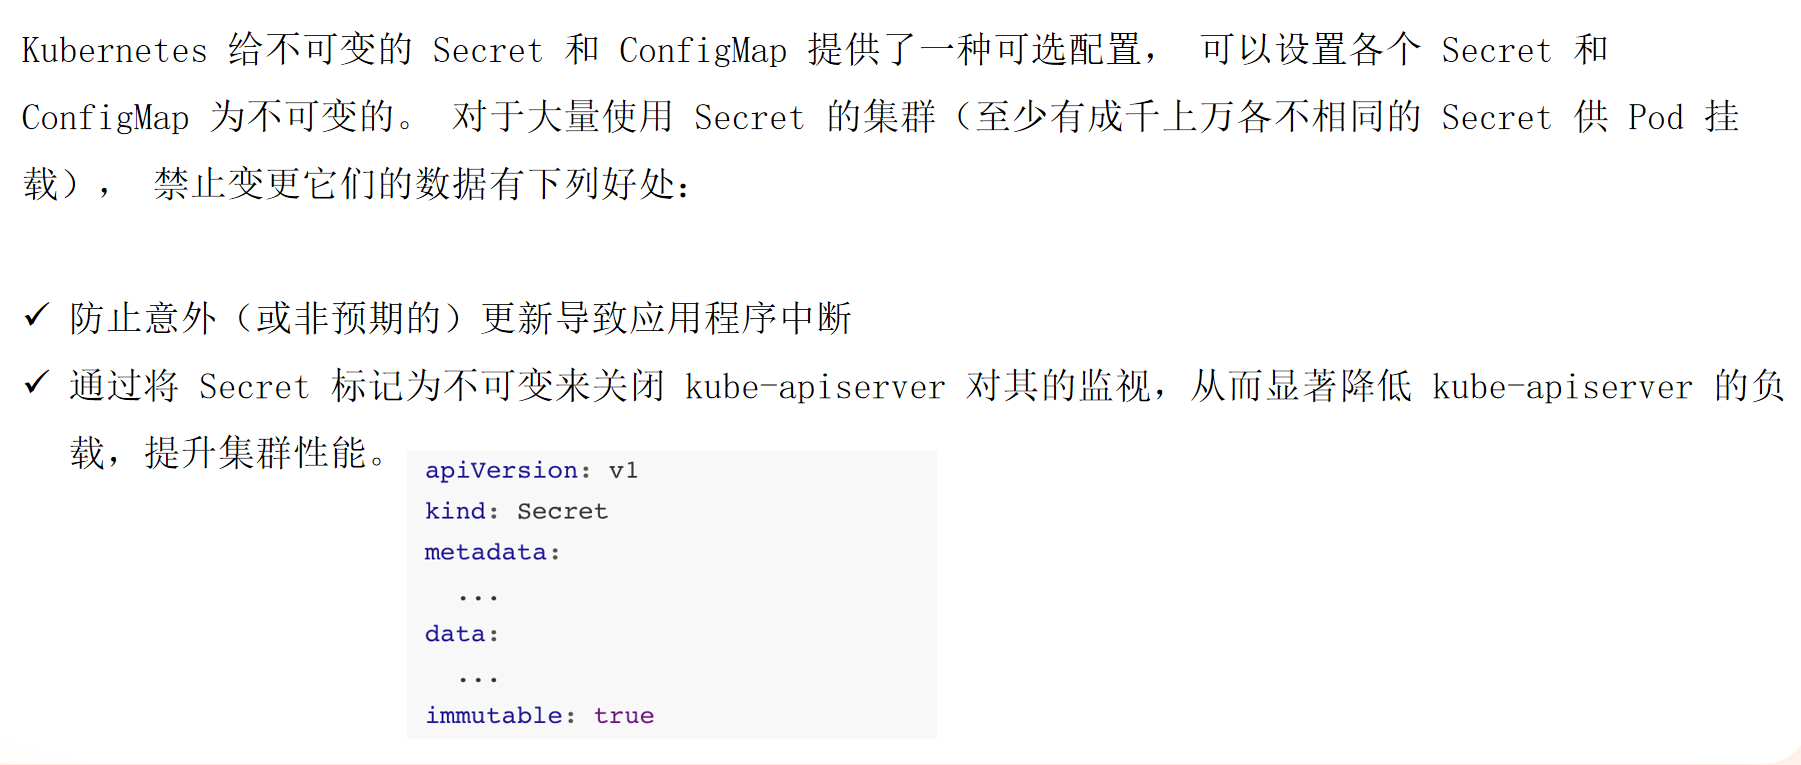 Kubernetes 给不可变的 Secret 和 ConfigMap 提供了一种可选配置， 可以设置各个 Secret 和
ConfigMap 为不可变的。 对于大量使用 Secret 的集群（至少有成千上万各不相同的 Secret 供 Pod 挂
载）， 禁止变更它们的数据有下列好处：
✓ 防止意外（或非预期的）更新导致应用程序中断
✓ 通过将 Secret 标记为不可变来关闭 kube-apiserver 对其的监视，从而显著降低 kube-apiserver 的负
载，提升集群性能。
apiVersion: v1
kind: Secret
metadata:
  ...
data:
  ...
immutable: true